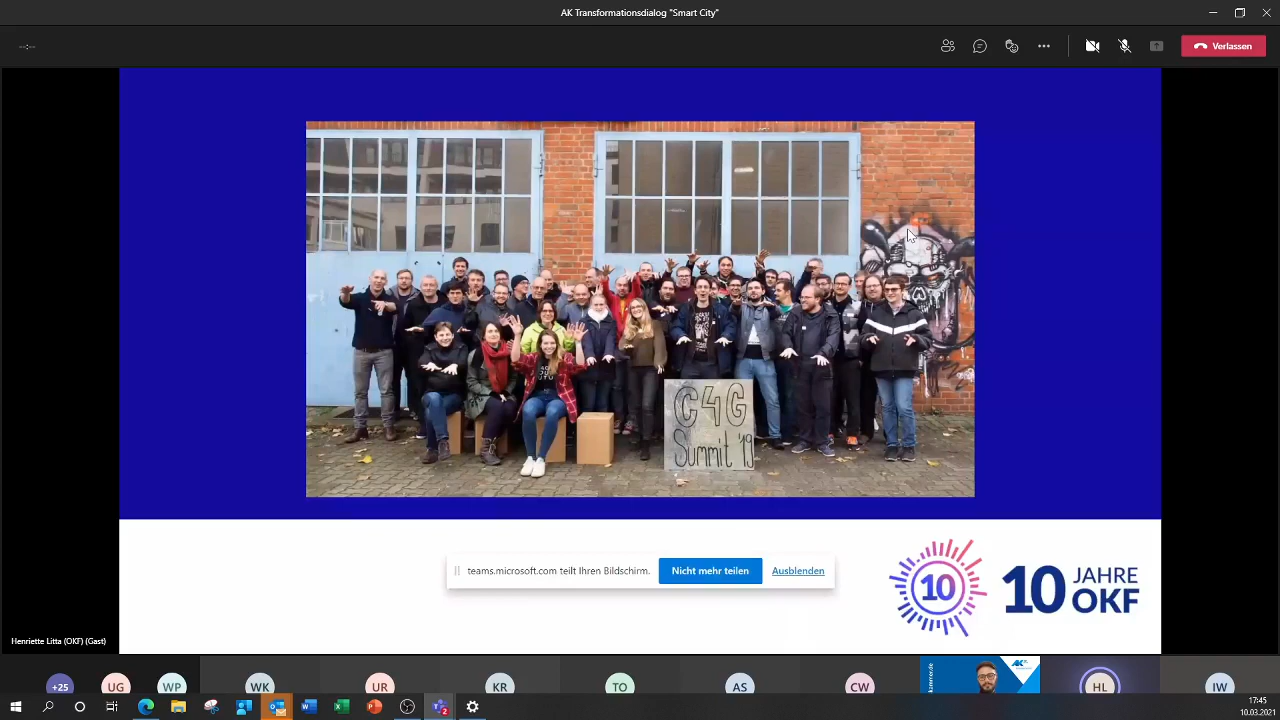 AK Transformationsdialog "Smart City"
--:--
Verlassen
C4G
Summit '19
teams.microsoft.com teilt Ihren Bildschirm.
Nicht mehr teilen
Ausblenden
10
10 JAHRE
OKF
Henriette Litta (OKF) (Gast)
+25
UG
WP
WK
UR
KR
TO
AS
CW
AK
HL
IW
2
17:45
10.03.2021